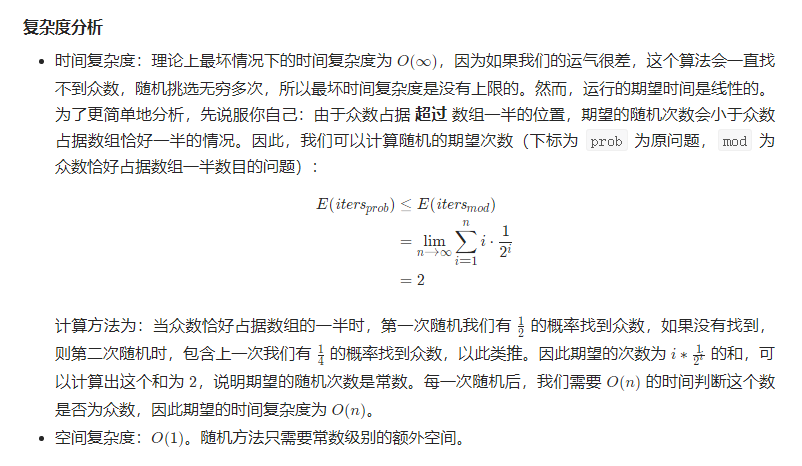 复杂度分析
• 时间复杂度：理论上最坏情况下的时间复杂度为 O(∞)，因为如果我们的运气很差，这个算法会一直找
不到众数，随机挑选无穷多次，所以最坏时间复杂度是没有上限的。然而，运行的期望时间是线性的。
为了更简单地分析，先说服你自己：由于众数占据 超过 数组一半的位置，期望的随机次数会小于众数
占据数组恰好一半的情况。因此，我们可以计算随机的期望次数（下标为 prob 为原问题， mod 为
众数恰好占据数组一半数目的问题）：
E(iters_{prob}) ≤ E(iters_{mod})
= \lim_{n→∞} \sum_{i=1}^{n} i · \frac{1}{2^i}
= 2
计算方法为：当众数恰好占据数组的一半时，第一次随机我们有 \frac{1}{2} 的概率找到众数，如果没有找到，
则第二次随机时，包含上一次我们有 \frac{1}{4} 的概率找到众数，以此类推。因此期望的次数为 i * \frac{1}{2^i} 的和，可
以计算出这个和为 2，说明期望的随机次数是常数。每一次随机后，我们需要 O(n) 的时间判断这个数
是否为众数，因此期望的时间复杂度为 O(n)。
• 空间复杂度：O(1)。随机方法只需要常数级别的额外空间。